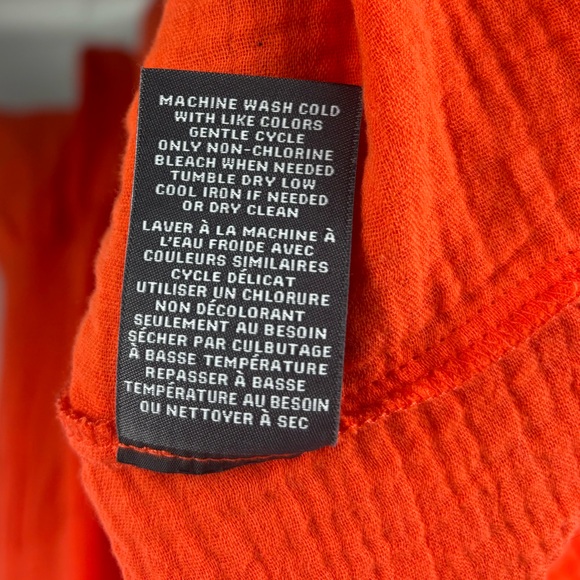 MACHINE WASH COLD
WITH LIKE COLORS
GENTLE CYCLE
ONLY NON-CHLORINE
BLEACH WHEN NEEDED
TUMBLE DRY LOW
COOL IRON IF NEEDED
OR DRY CLEAN
LAVER À LA MACHINE À
L'EAU FROIDE AVEC
COULEURS SIMILAIRES
CYCLE DÉLICAT
UTILISER UN CHLORURE
NON DÉCOLORANT
SEULEMENT AU BESOIN
SÉCHER PAR CULBUTAGE
À BASSE TEMPÉRATURE
REPASSER À BASSE
TEMPÉRATURE AU BESOIN
OU NETTOYER À SEC